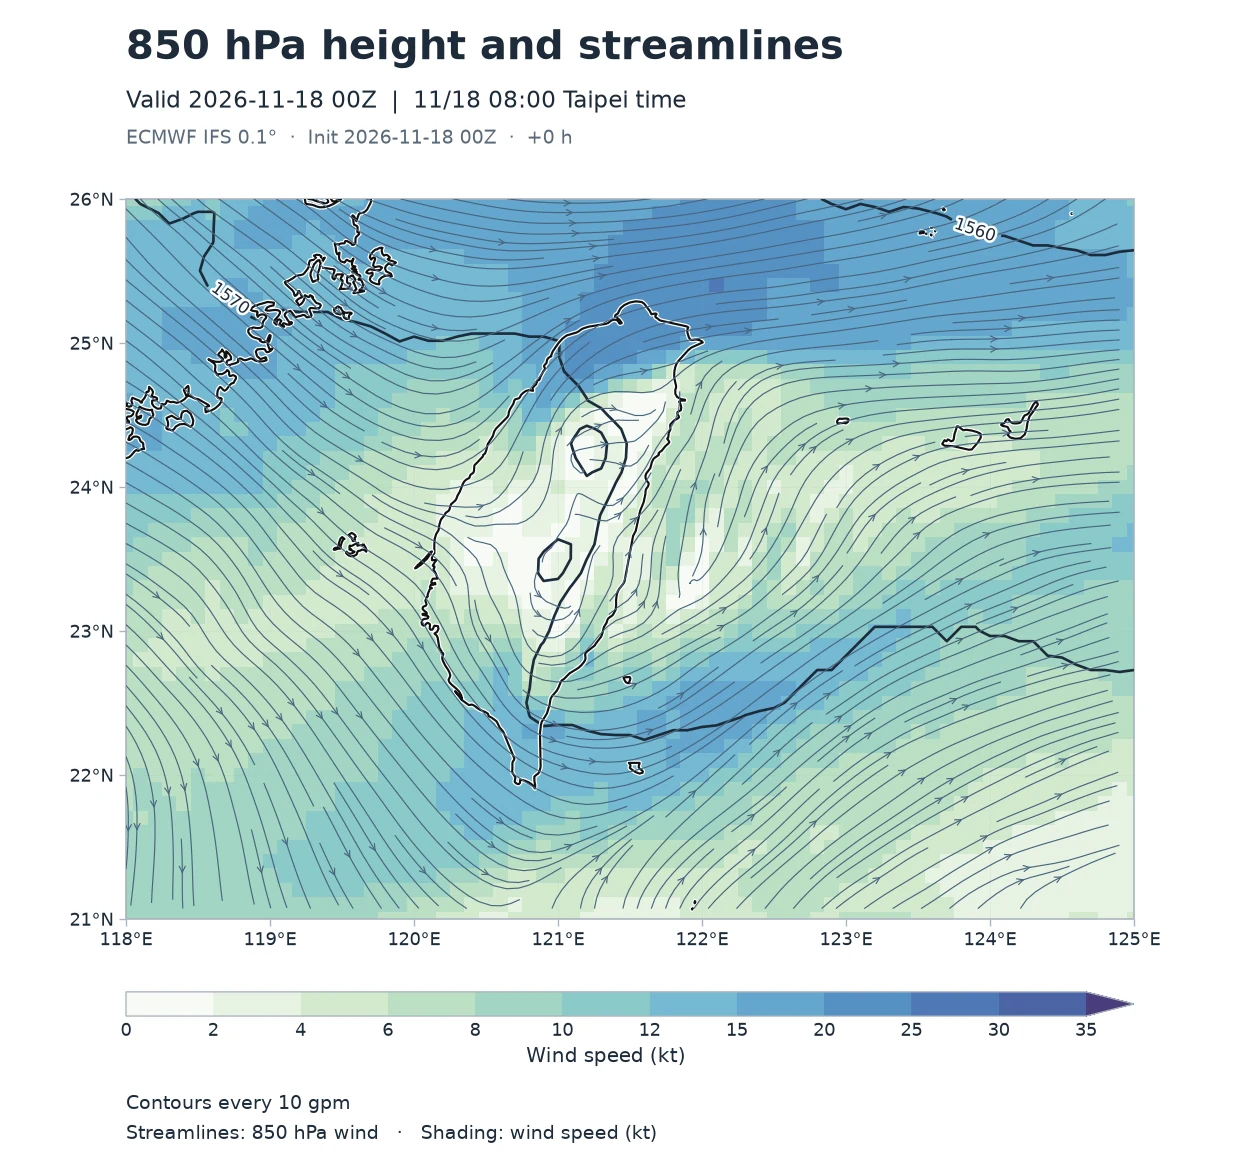 850 hPa height and streamlines
Valid 2026-11-18 00Z | 11/18 08:00 Taipei time
ECMWF IFS 0.1° · Init 2026-11-18 00Z · +0 h
26°N
1560
1570
25°N
24°N
23°N
22°N
21°N
118°E 119°E 120°E 121°E 122°E 123°E 124°E 125°E
0 2 4 6 8 10 12 15 20 25 30 35
Wind speed (kt)
Contours every 10 gpm
Streamlines: 850 hPa wind · Shading: wind speed (kt)